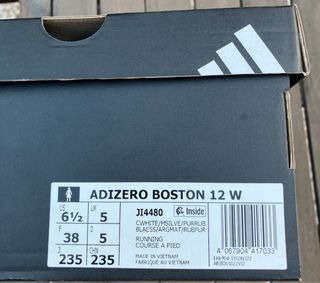 ADIZERO BOSTON 12 W
US 6½ UK 5
F 38 D 5
J 235 CHN 235
JI4480 Inside
CWHITE/MSILVE/PURRUB
BLAESS/ARGMAT/RUBPUR
RUNNING
COURSE A PIED
MADE IN VIETNAM
FABRIQUÉ AU VIETNAM
4 067904 417033